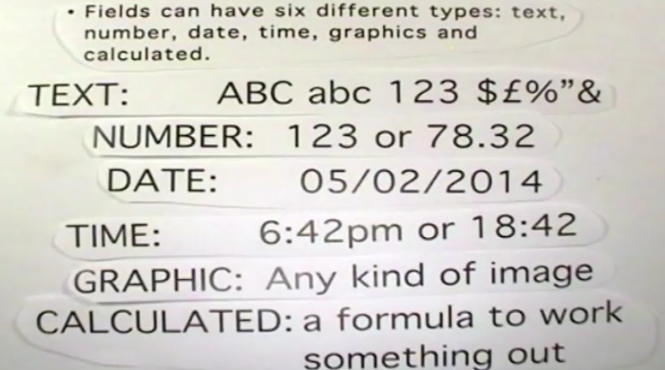 • Fields can have six different types: text,
number, date, time, graphics and
calculated.
TEXT: ABC abc 123 $£%”&
NUMBER: 123 or 78.32
DATE: 05/02/2014
TIME: 6:42pm or 18:42
GRAPHIC: Any kind of image
CALCULATED: a formula to work
something out